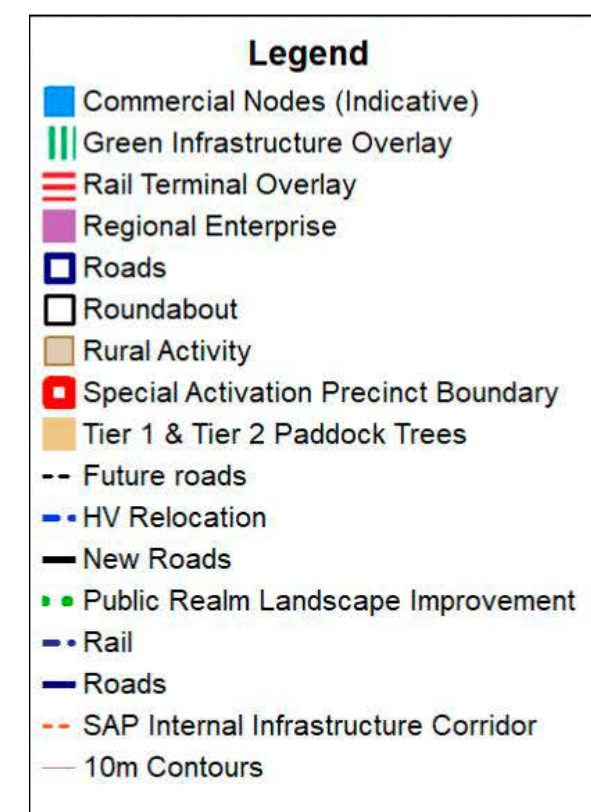 Legend
Commercial Nodes (Indicative)
Green Infrastructure Overlay
Rail Terminal Overlay
Regional Enterprise
Roads
Roundabout
Rural Activity
Special Activation Precinct Boundary
Tier 1 & Tier 2 Paddock Trees
Future roads
HV Relocation
New Roads
Public Realm Landscape Improvement
Rail
Roads
SAP Internal Infrastructure Corridor
10m Contours